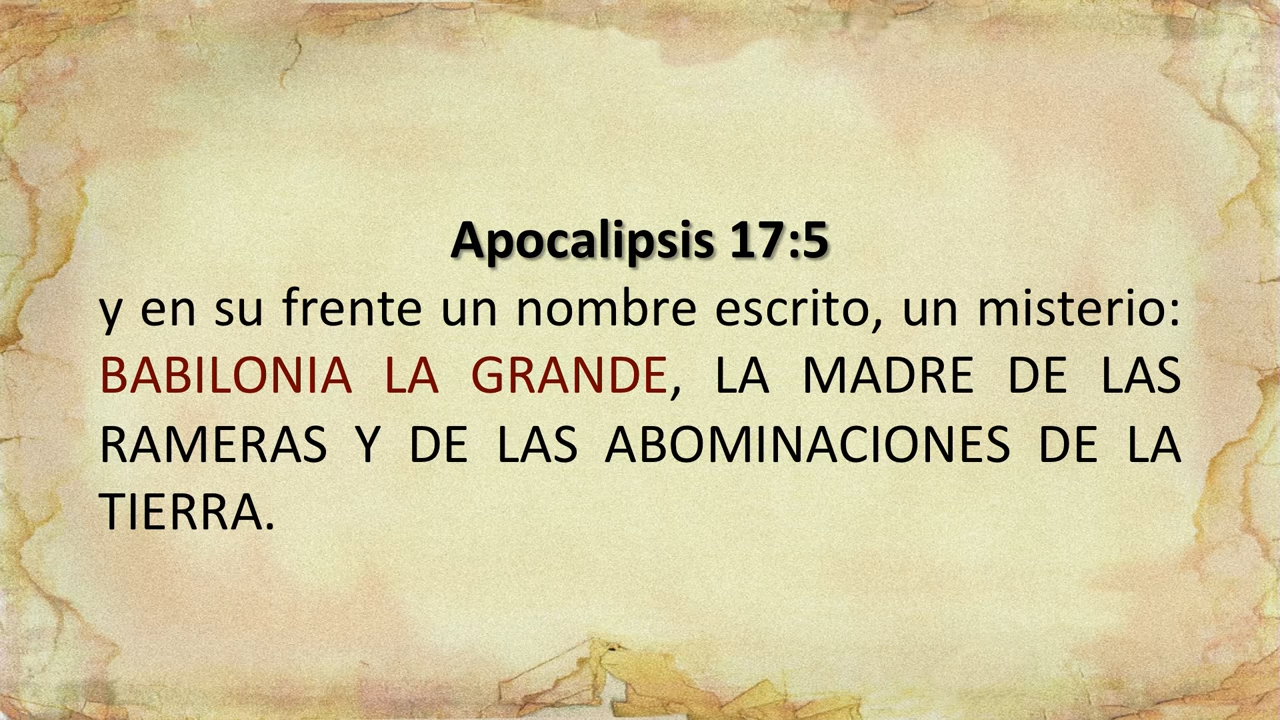 Apocalipsis 17:5
y en su frente un nombre escrito, un misterio:
BABILONIA LA GRANDE, LA MADRE DE LAS
RAMERAS Y DE LAS ABOMINACIONES DE LA
TIERRA.